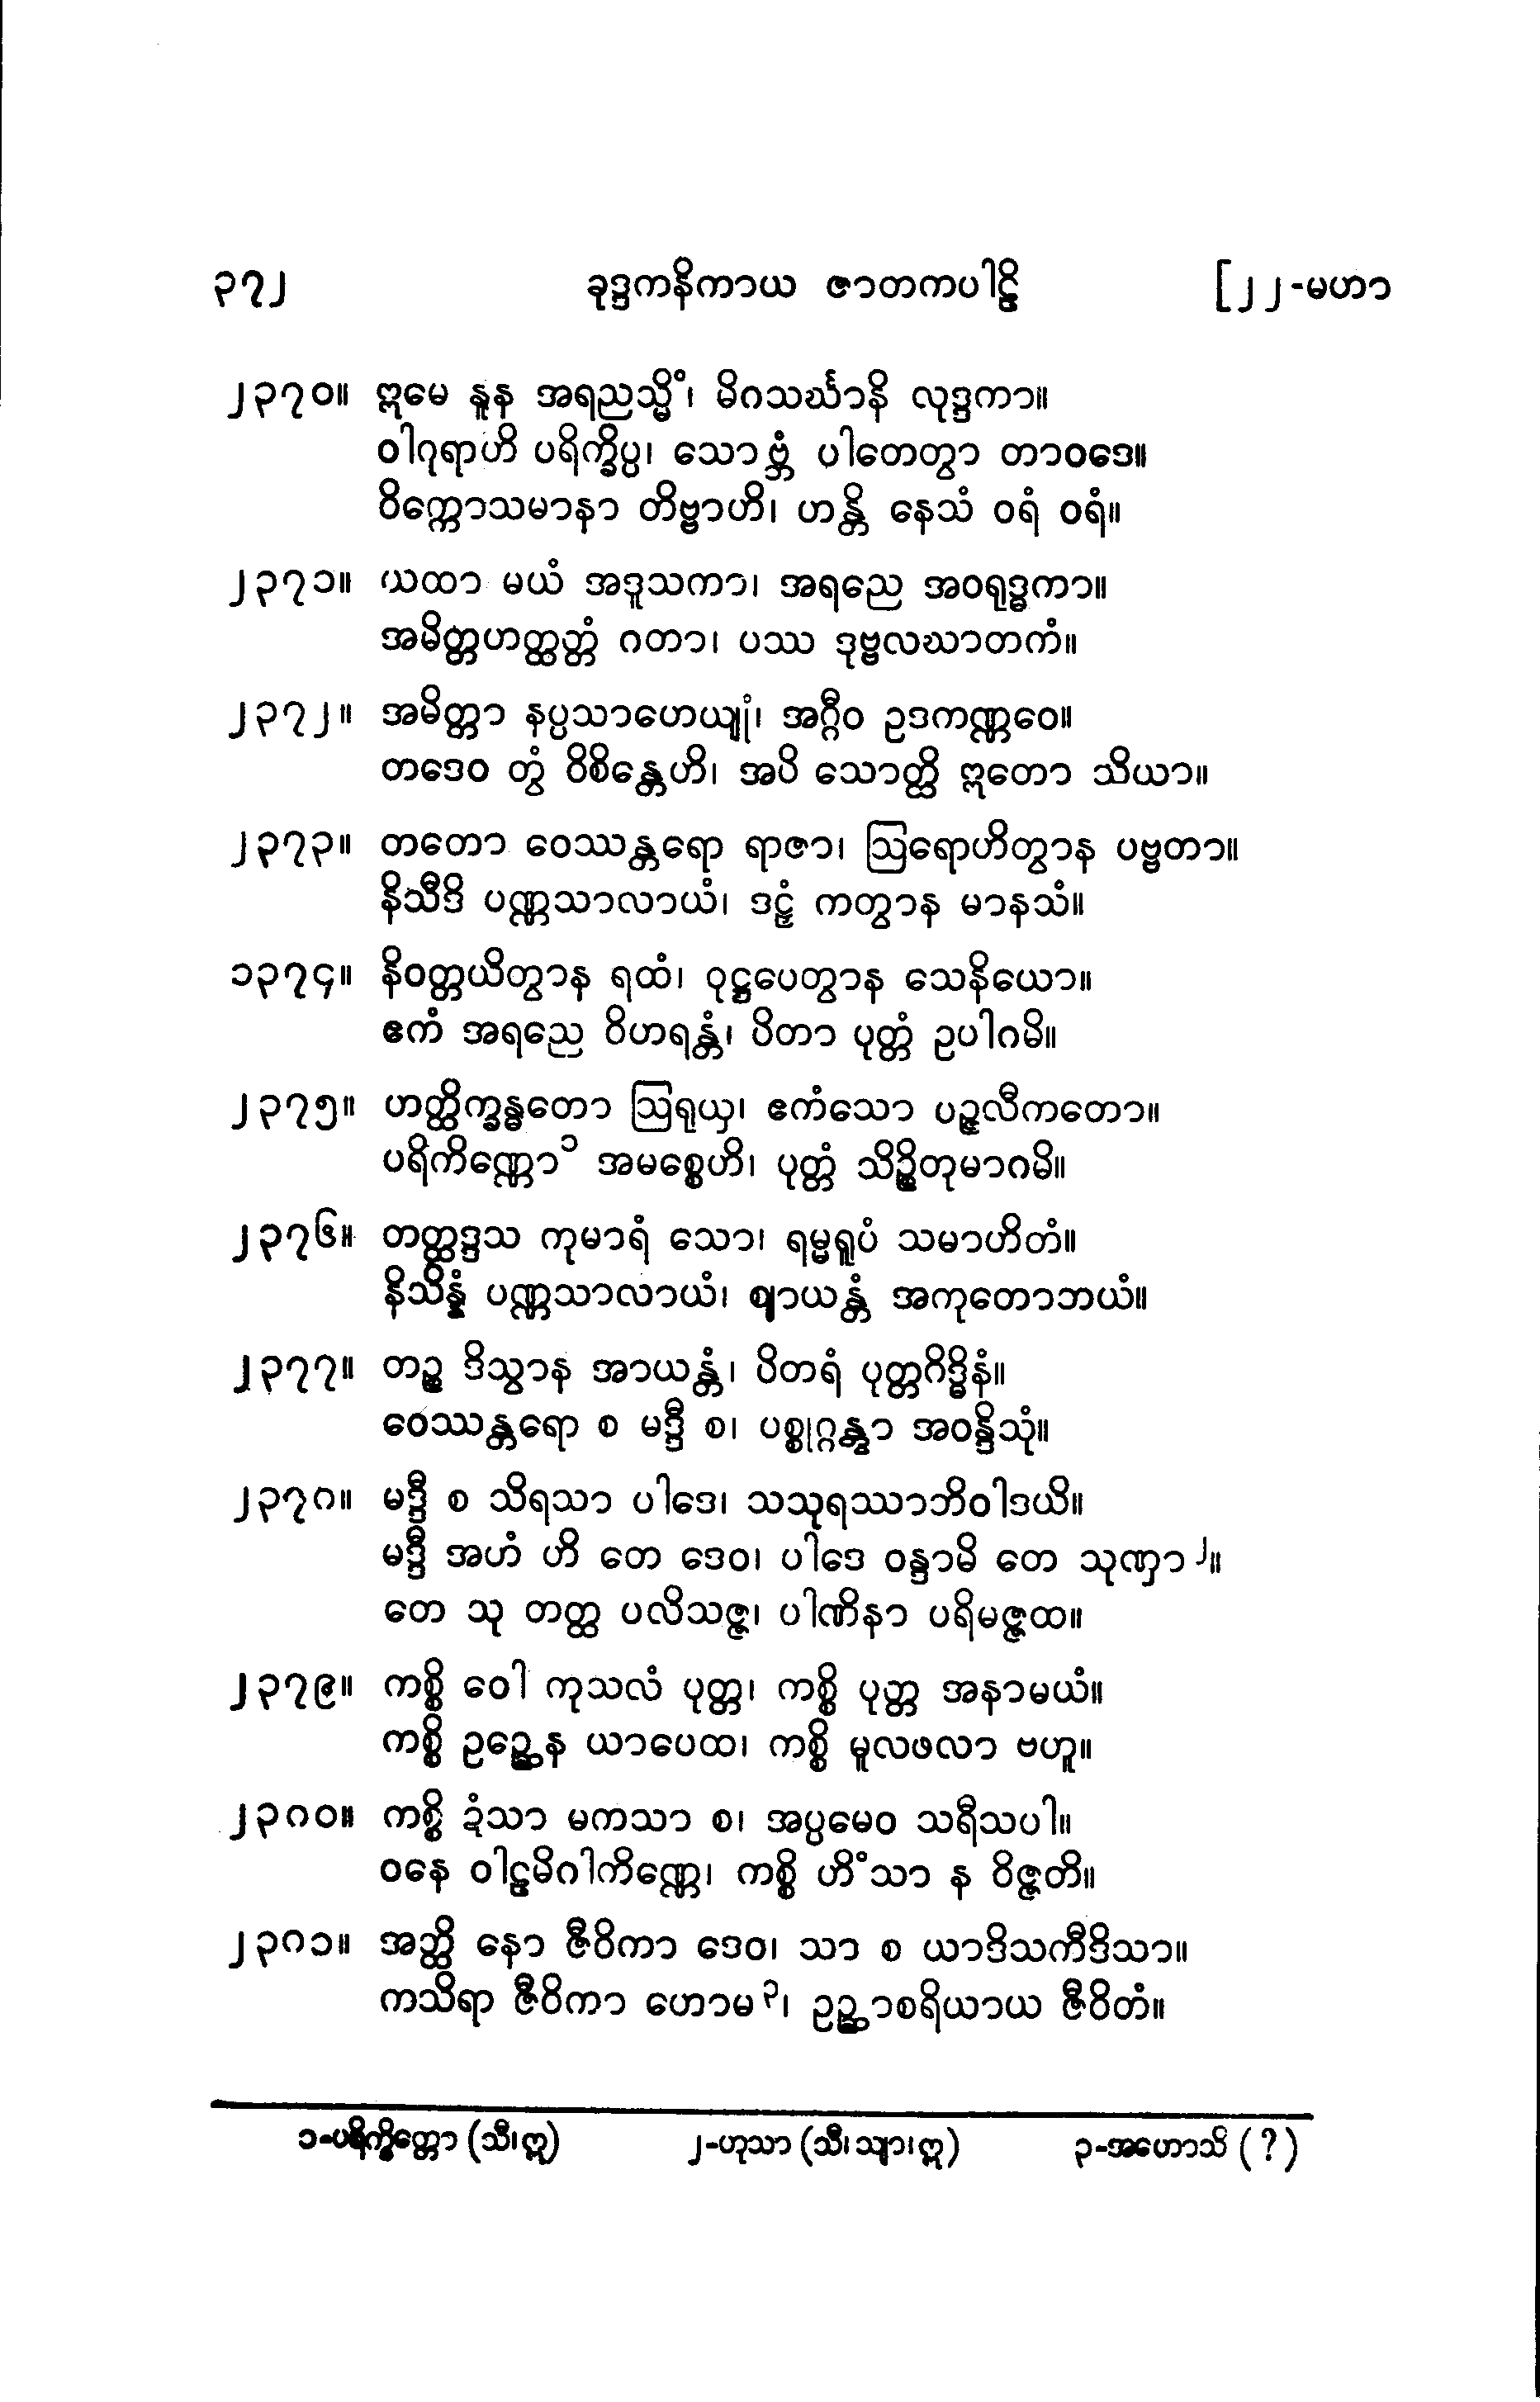 ၃၇၂ ခုဒ္ဒကနိကာယ ဇာတကပါဠိ [၂၂-မဟာ
၂၃၇၀။ ဣမေ နူန အရညသ္မိံ၊ မိဂသင်္ဃာနိ လုဒ္ဒကာ။
ဝါဂုရာဟိ ပရိက္ခိပ္ပ၊ သောဗ္ဘံ ပါတေတွာ တာဝဒေ။
ဝိက္ကောသမာနာ တိဗ္ဗာဟိ၊ ဟန္တိ နေသံ ဝရံ ဝရံ။
၂၃၇၁။ ယထာ မယံ အဒူသကာ၊ အရညေ အဝရုဒ္ဓကာ။
အမိတ္တဟတ္ထတ္တံ ဂတာ၊ ပဿ ဒုဗ္ဗလဃာတကံ။
၂၃၇၂။ အမိတ္တာ နပ္ပသာဟေယျုံ၊ အဂ္ဂီဝ ဥဒကဏ္ဏဝေ။
တဒေဝ တွံ ဝိစိန္တေဟိ၊ အပိ သောတ္ထိ ဣတော သိယာ။
၂၃၇၃။ တတော ဝေဿန္တရော ရာဇာ၊ ဩရောဟိတွာန ပဗ္ဗတာ။
နိသီဒိ ပဏ္ဏသာလာယံ၊ ဒဠှံ ကတွာန မာနသံ။
၁၃၇၄။ နိဝတ္တယိတွာန ရထံ၊ ဝုဋ္ဌပေတွာန သေနိယော။
ဧကံ အရညေ ဝိဟရန္တံ၊ ပိတာ ပုတ္တံ ဥပါဂမိ။
၂၃၇၅။ ဟတ္ထိက္ခန္ဓတော ဩရုယှ၊ ဧကံသော ပဉ္ဇလီကတော။
ပရိကိဏ္ဏော၁ အမစ္စေဟိ၊ ပုတ္တံ သိဉ္စိတုမာဂမိ။
၂၃၇၆။ တတ္ထဒ္ဒသ ကုမာရံ သော၊ ရမ္မရူပံ သမာဟိတံ။
နိသိန္နံ ပဏ္ဏသာလာယံ၊ ဈာယန္တံ အကုတောဘယံ။
၂၃၇၇။ တဉ္စ ဒိသွာန အာယန္တံ၊ ပိတရံ ပုတ္တဂိဒ္ဓိနံ။
ဝေဿန္တရော စ မဒ္ဒီ စ၊ ပစ္စုဂ္ဂန္တွာ အဝန္ဒိသုံ။
၂၃၇၈။ မဒ္ဒီ စ သိရသာ ပါဒေ၊ သသုရဿာဘိဝါဒယိ။
မဒ္ဒီ အဟံ ဟိ တေ ဒေဝ၊ ပါဒေ ဝန္ဒာမိ တေ သုဏှာ၂။
တေ သု တတ္ထ ပလိသဇ္ဇ၊ ပါဏိနာ ပရိမဇ္ဇထ။
၂၃၇၉။ ကစ္စိ ဝေါ ကုသလံ ပုတ္တ၊ ကစ္စိ ပုတ္တ အနာမယံ။
ကစ္စိ ဥဉ္ဆေန ယာပေထ၊ ကစ္စိ မူလဖလာ ဗဟူ။
၂၃၈၀။ ကစ္စိ ဍံသာ မကသာ စ၊ အပ္ပမေဝ သရီသပါ။
ဝနေ ဝါဠမိဂါကိဏ္ဏေ၊ ကစ္စိ ဟိံသာ န ဝိဇ္ဇတိ။
၂၃၈၁။ အတ္ထိ နော ဇီဝိကာ ဒေဝ၊ သာ စ ယာဒိသကီဒိသာ။
ကသိရာ ဇီဝိကာ ဟောမ၃၊ ဥဉ္ဆာစရိယာယ ဇီဝိတံ။
၁-ပရိက္ခိတ္တော (သီ၊ဣ) ၂-ဟုသာ (သီ၊သျာ၊ဣ) ၃-အဟောသိ (?)